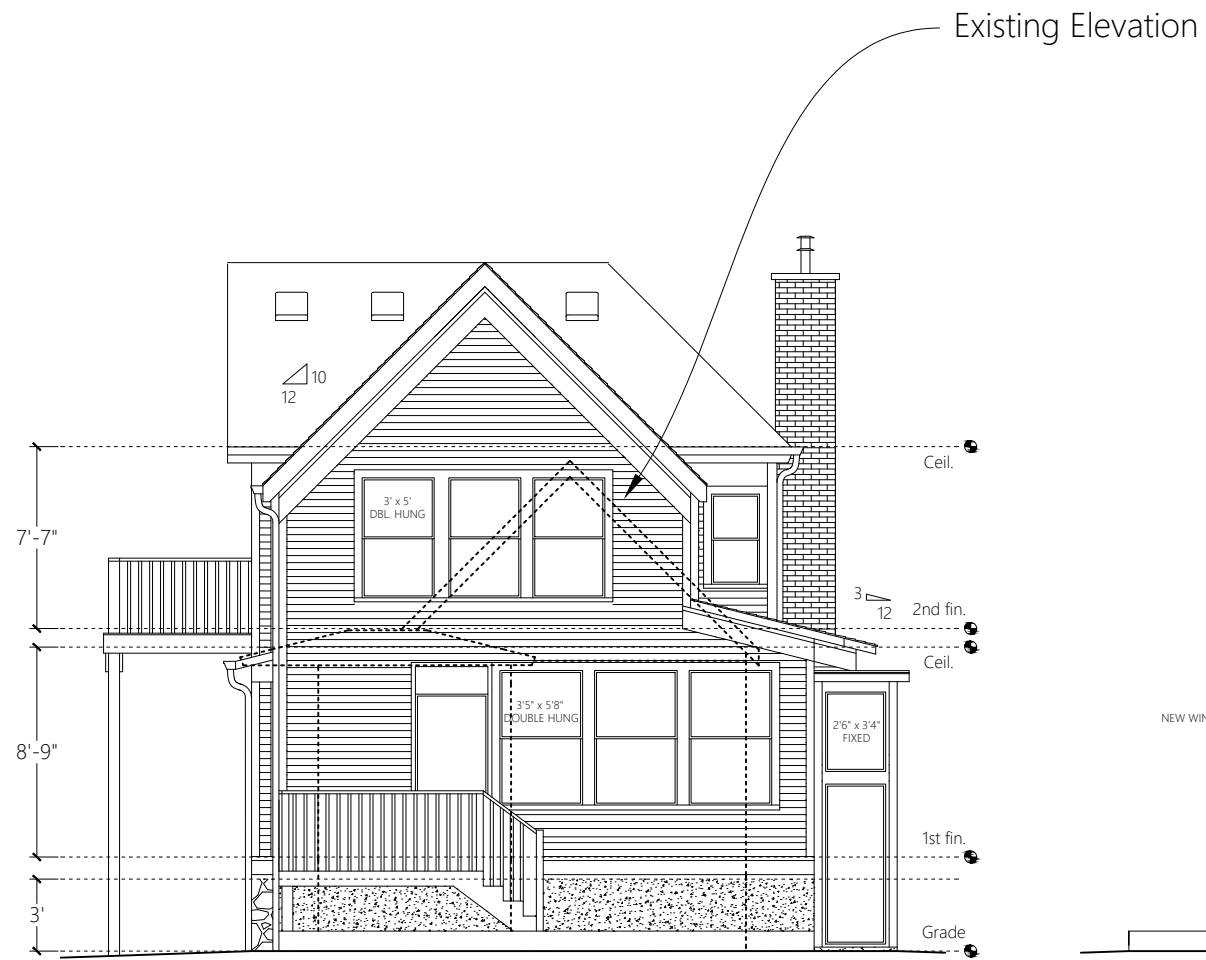 Existing Elevation
10
12
Ceil.
3' x 5'
DBL. HUNG
7'-7"
3
12
2nd fin.
Ceil.
3'5" x 5'8"
DOUBLE HUNG
2'6" x 3'4"
FIXED
NEW WIN
8'-9"
1st fin.
3'
Grade